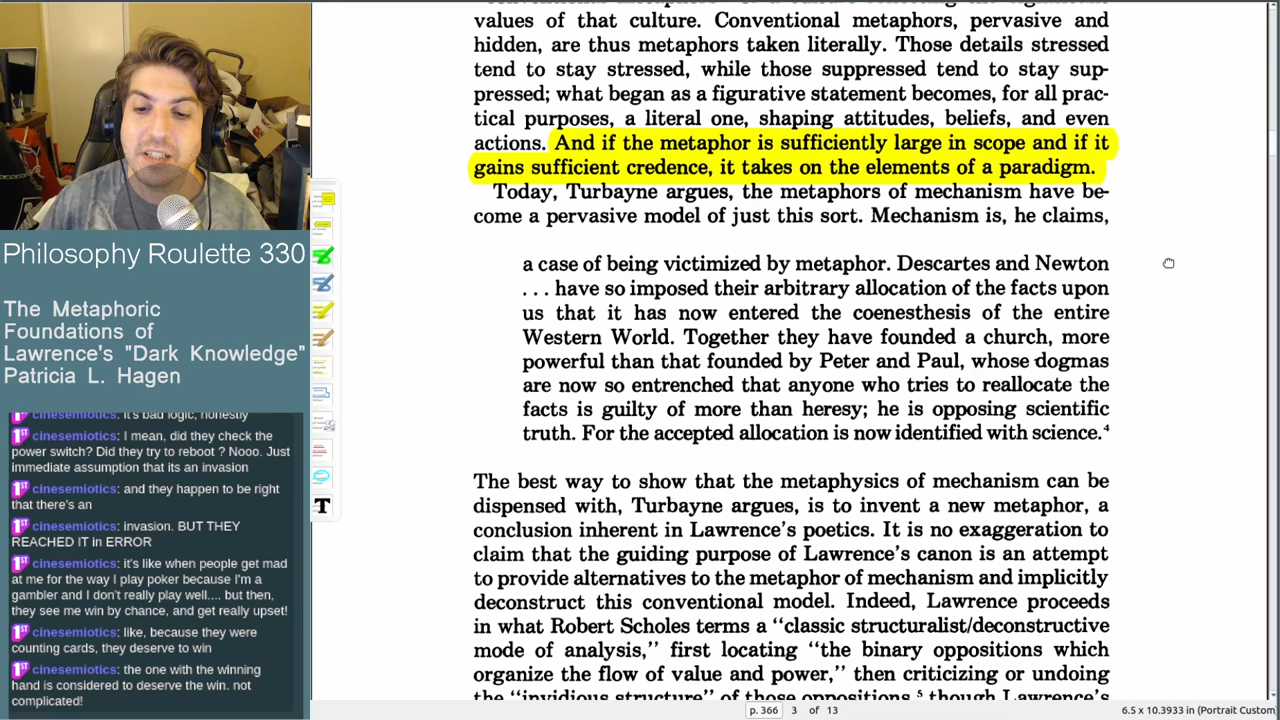 values of that culture. Conventional metaphors, pervasive and
hidden, are thus metaphors taken literally. Those details stressed
tend to stay stressed, while those suppressed tend to stay sup-
pressed; what began as a figurative statement becomes, for all prac-
tical purposes, a literal one, shaping attitudes, beliefs, and even
actions. And if the metaphor is sufficiently large in scope and if it
gains sufficient credence, it takes on the elements of a paradigm.
Today, Turbayne argues, the metaphors of mechanism have be-
come a pervasive model of just this sort. Mechanism is, he claims,
a case of being victimized by metaphor. Descartes and Newton
... have so imposed their arbitrary allocation of the facts upon
us that it has now entered the coenesthesis of the entire
Western World. Together they have founded a church, more
powerful than that founded by Peter and Paul, whose dogmas
are now so entrenched that anyone who tries to reallocate the
facts is guilty of more than heresy; he is opposing scientific
truth. For the accepted allocation is now identified with science.⁴
The best way to show that the metaphysics of mechanism can be
dispensed with, Turbayne argues, is to invent a new metaphor, a
conclusion inherent in Lawrence's poetics. It is no exaggeration to
claim that the guiding purpose of Lawrence's canon is an attempt
to provide alternatives to the metaphor of mechanism and implicitly
deconstruct this conventional model. Indeed, Lawrence proceeds
in what Robert Scholes terms a "classic structuralist/deconstructive
mode of analysis," first locating "the binary oppositions which
organize the flow of value and power," then criticizing or undoing
the "invidious structure" of those oppositions,⁵ though Lawrence's
Philosophy Roulette 330
The Metaphoric
Foundations of
Lawrence's "Dark Knowledge"
Patricia L. Hagen
cinesemiotics: it's bad logic, honestly
cinesemiotics: I mean, did they check the
power switch? Did they try to reboot ? Nooo. Just
immediate assumption that its an invasion
cinesemiotics: and they happen to be right
that there's an
cinesemiotics: invasion. BUT THEY
REACHED IT in ERROR
cinesemiotics: it's like when people get mad
at me for the way I play poker because I'm a
gambler and I don't really play well.... but then,
they see me win by chance, and get really upset!
cinesemiotics: like, because they were
counting cards, they deserve to win
cinesemiotics: the one with the winning
hand is considered to deserve the win. not
complicated!
T
p. 366 3 of 13
6.5 x 10.3933 in (Portrait Custom